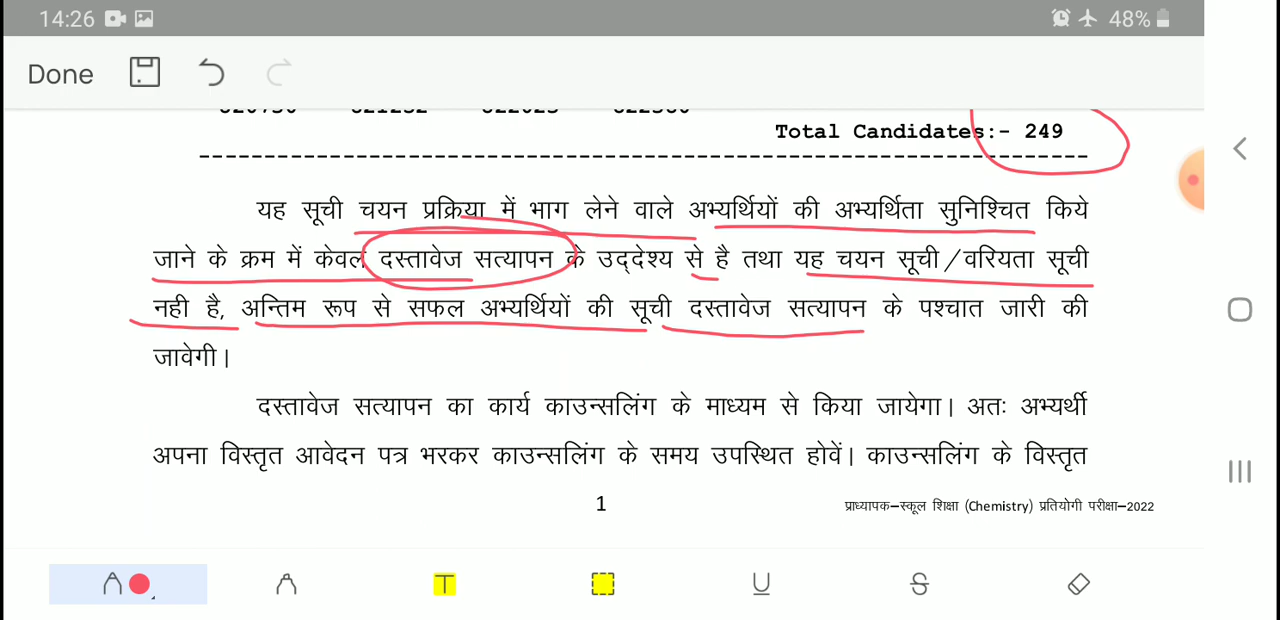 14:26
48%
Done
Total Candidates:- 249
यह सूची चयन प्रक्रिया में भाग लेने वाले अभ्यर्थियों की अभ्यर्थिता सुनिश्चित किये
जाने के क्रम में केवल दस्तावेज सत्यापन के उद्देश्य से है तथा यह चयन सूची/वरियता सूची
नही है, अन्तिम रूप से सफल अभ्यर्थियों की सूची दस्तावेज सत्यापन के पश्चात जारी की
जावेगी।
दस्तावेज सत्यापन का कार्य काउन्सलिंग के माध्यम से किया जायेगा। अतः अभ्यर्थी
अपना विस्तृत आवेदन पत्र भरकर काउन्सलिंग के समय उपस्थित होवें। काउन्सलिंग के विस्तृत
1
प्राध्यापक–स्कूल शिक्षा (Chemistry) प्रतियोगी परीक्षा–2022